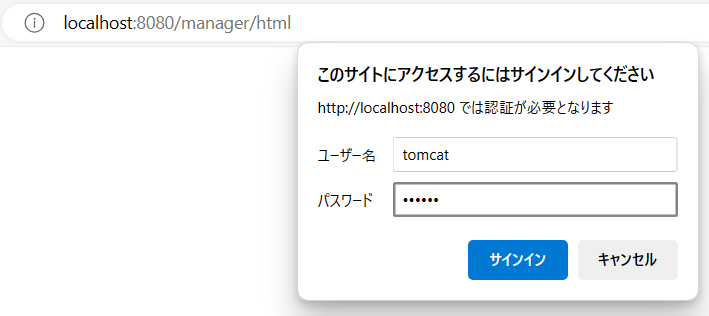 localhost:8080/manager/html
このサイトにアクセスするにはサインインしてください
http://localhost:8080 では認証が必要となります
ユーザー名 tomcat
パスワード ••••••
サインイン キャンセル